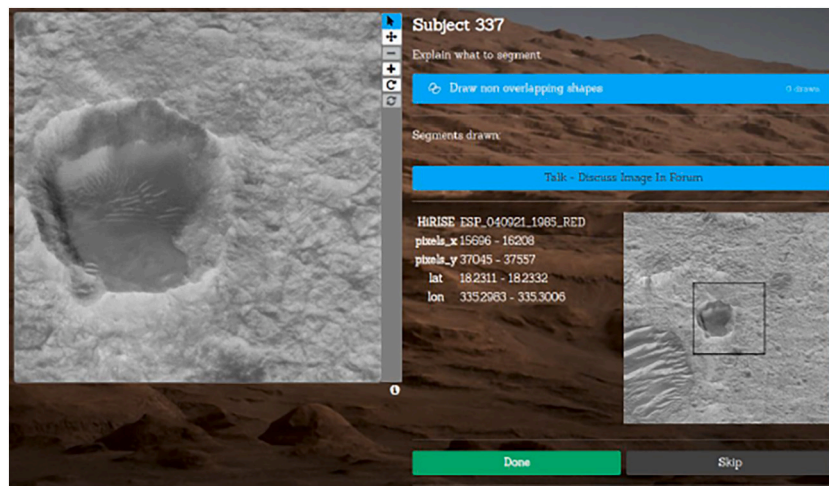 Subject 337
Explain what to segment
Draw non overlapping shapes 0 drawn
Segments drawn:
Talk - Discuss Image In Forum
HiRISE ESP_040921_1985_RED
pixels_x 15696 - 16208
pixels_y 37045 - 37557
lat 18.2311 - 18.2332
lon 335.2983 - 335.3006
Done Skip